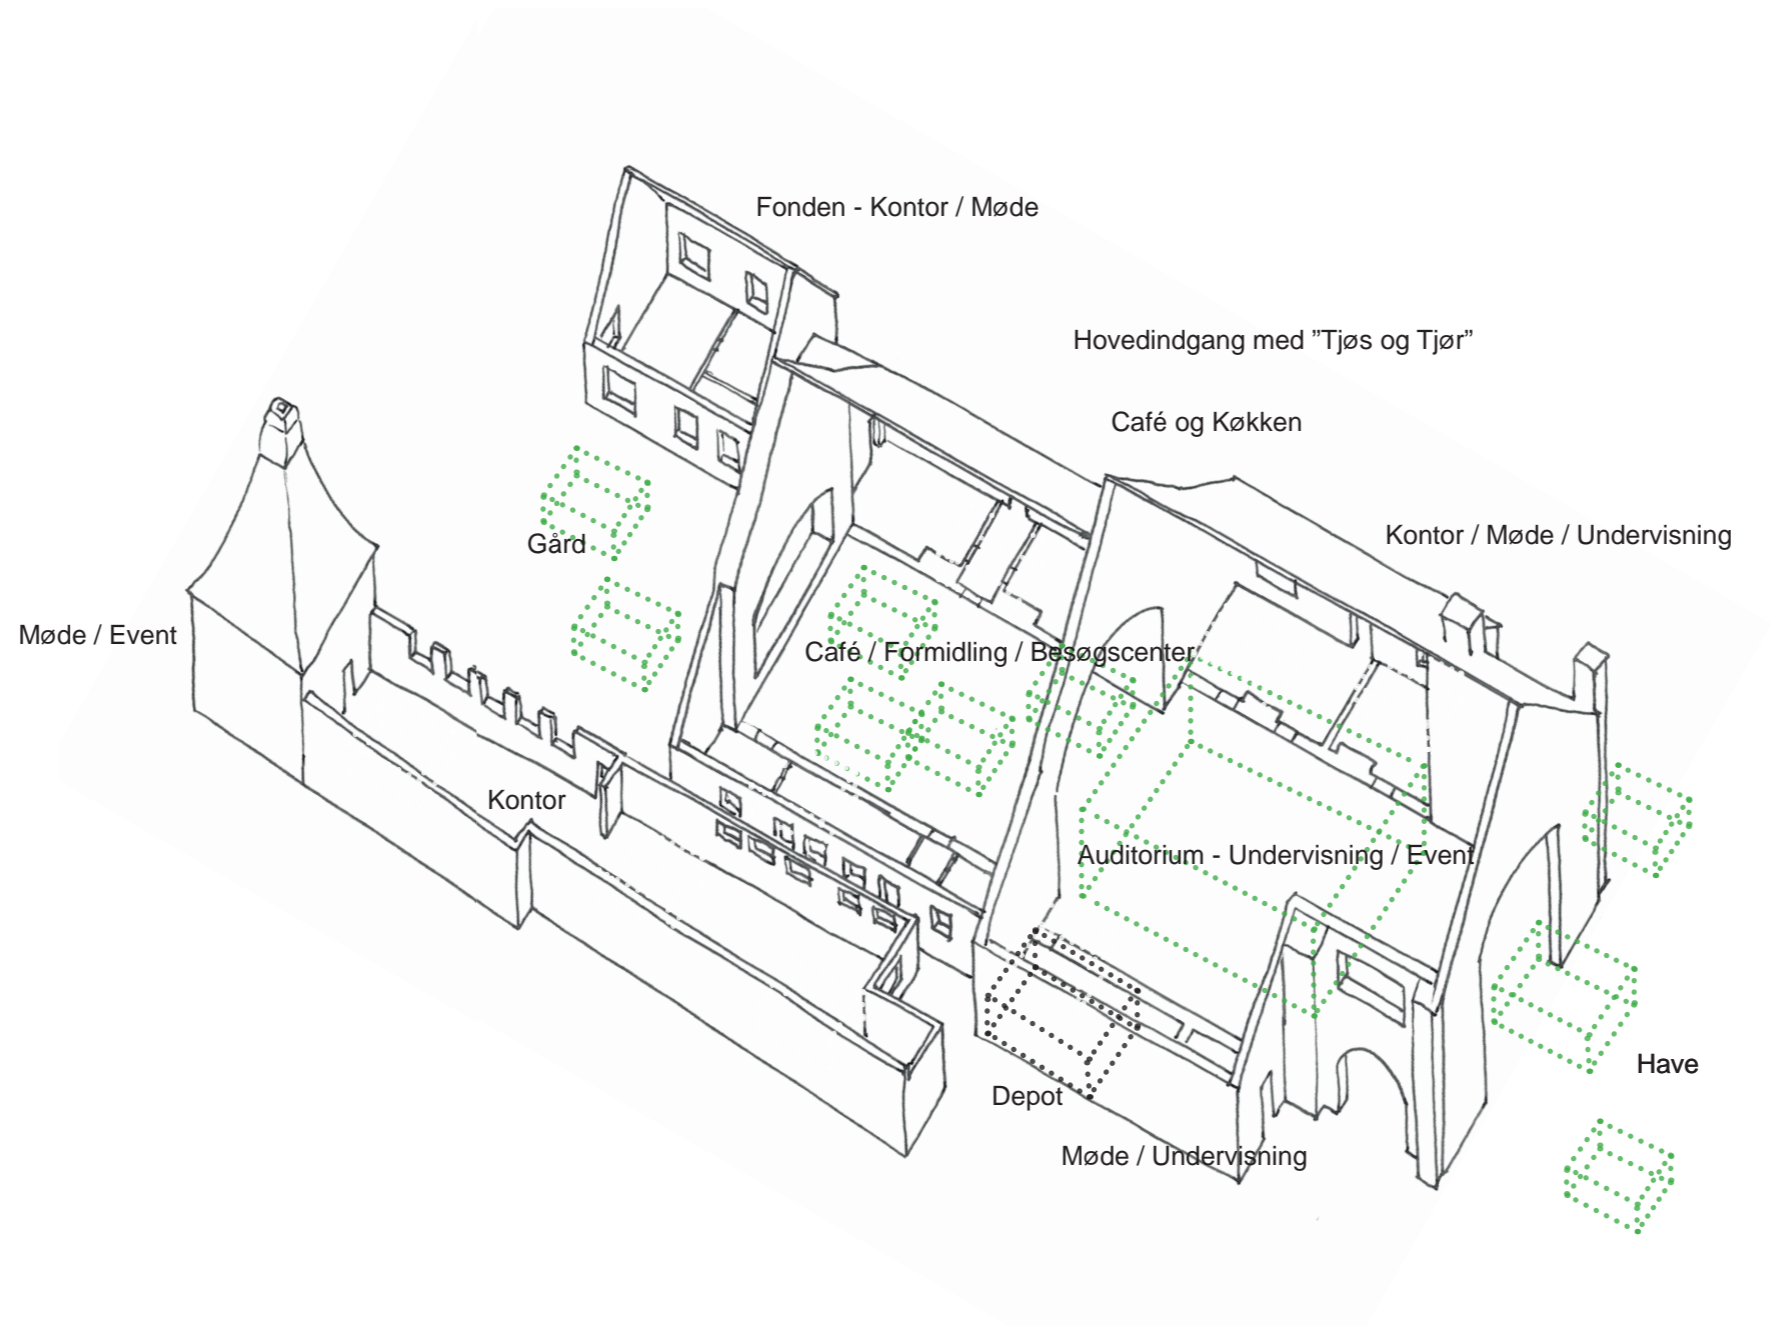 Fonden - Kontor / Møde
Hovedindgang med ”Tjøs og Tjør”
Café og Køkken
Kontor / Møde / Undervisning
Gård
Møde / Event
Café / Formidling / Besøgscenter
Kontor
Auditorium - Undervisning / Event
Have
Depot
Møde / Undervisning